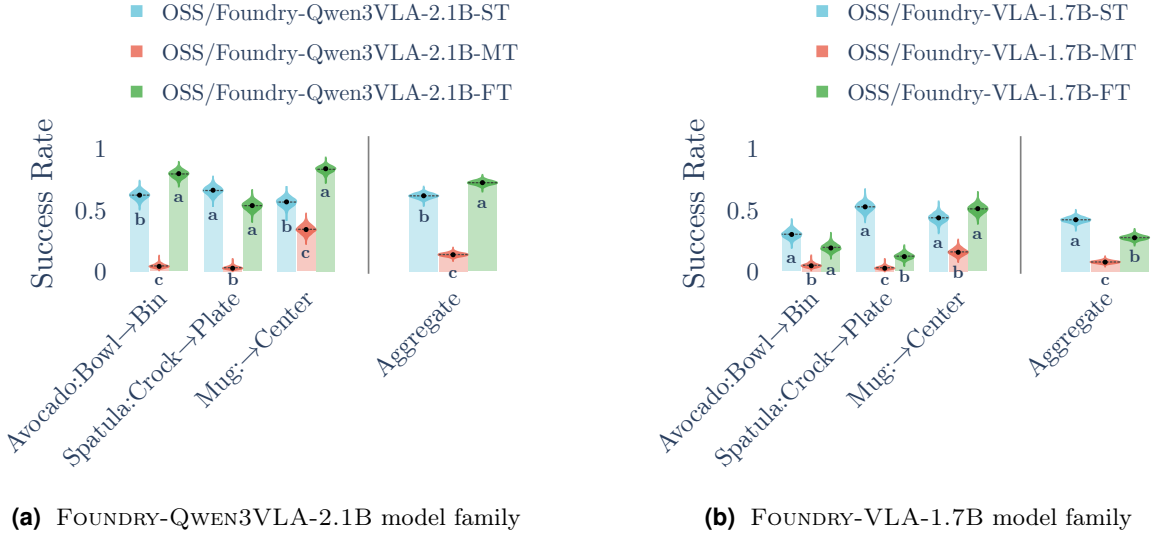 OSS/Foundry-Qwen3VLA-2.1B-ST
OSS/Foundry-Qwen3VLA-2.1B-MT
OSS/Foundry-Qwen3VLA-2.1B-FT
Success Rate
1
0.5
0
b
c
a
a
b
a
b
c
a
b
c
a
Avocado:Bowl→Bin
Spatula:Crock→Plate
Mug:→Center
Aggregate
(a) Foundry-Qwen3VLA-2.1B model family
OSS/Foundry-VLA-1.7B-ST
OSS/Foundry-VLA-1.7B-MT
OSS/Foundry-VLA-1.7B-FT
Success Rate
1
0.5
0
a
b
a
a
c
b
a
b
a
a
c
b
Avocado:Bowl→Bin
Spatula:Crock→Plate
Mug:→Center
Aggregate
(b) Foundry-VLA-1.7B model family